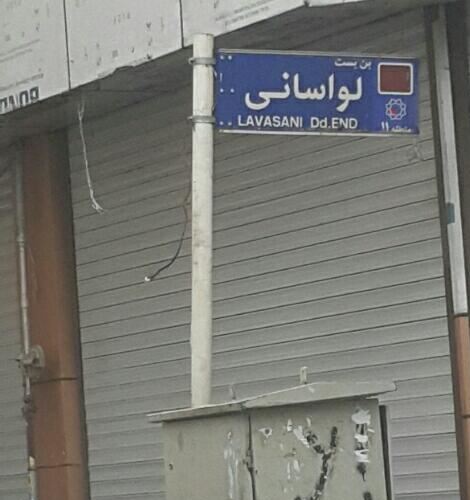 بن بست
لواسانی
LAVASANI Dd.END
منطقه ۱۱